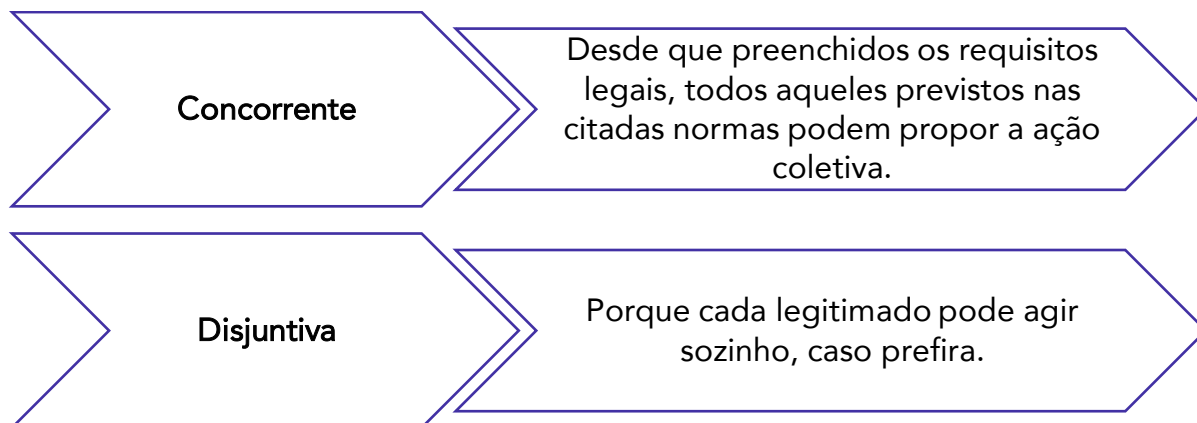 Concorrente
Desde que preenchidos os requisitos
legais, todos aqueles previstos nas
citadas normas podem propor a ação
coletiva.
Disjuntiva
Porque cada legitimado pode agir
sozinho, caso prefira.